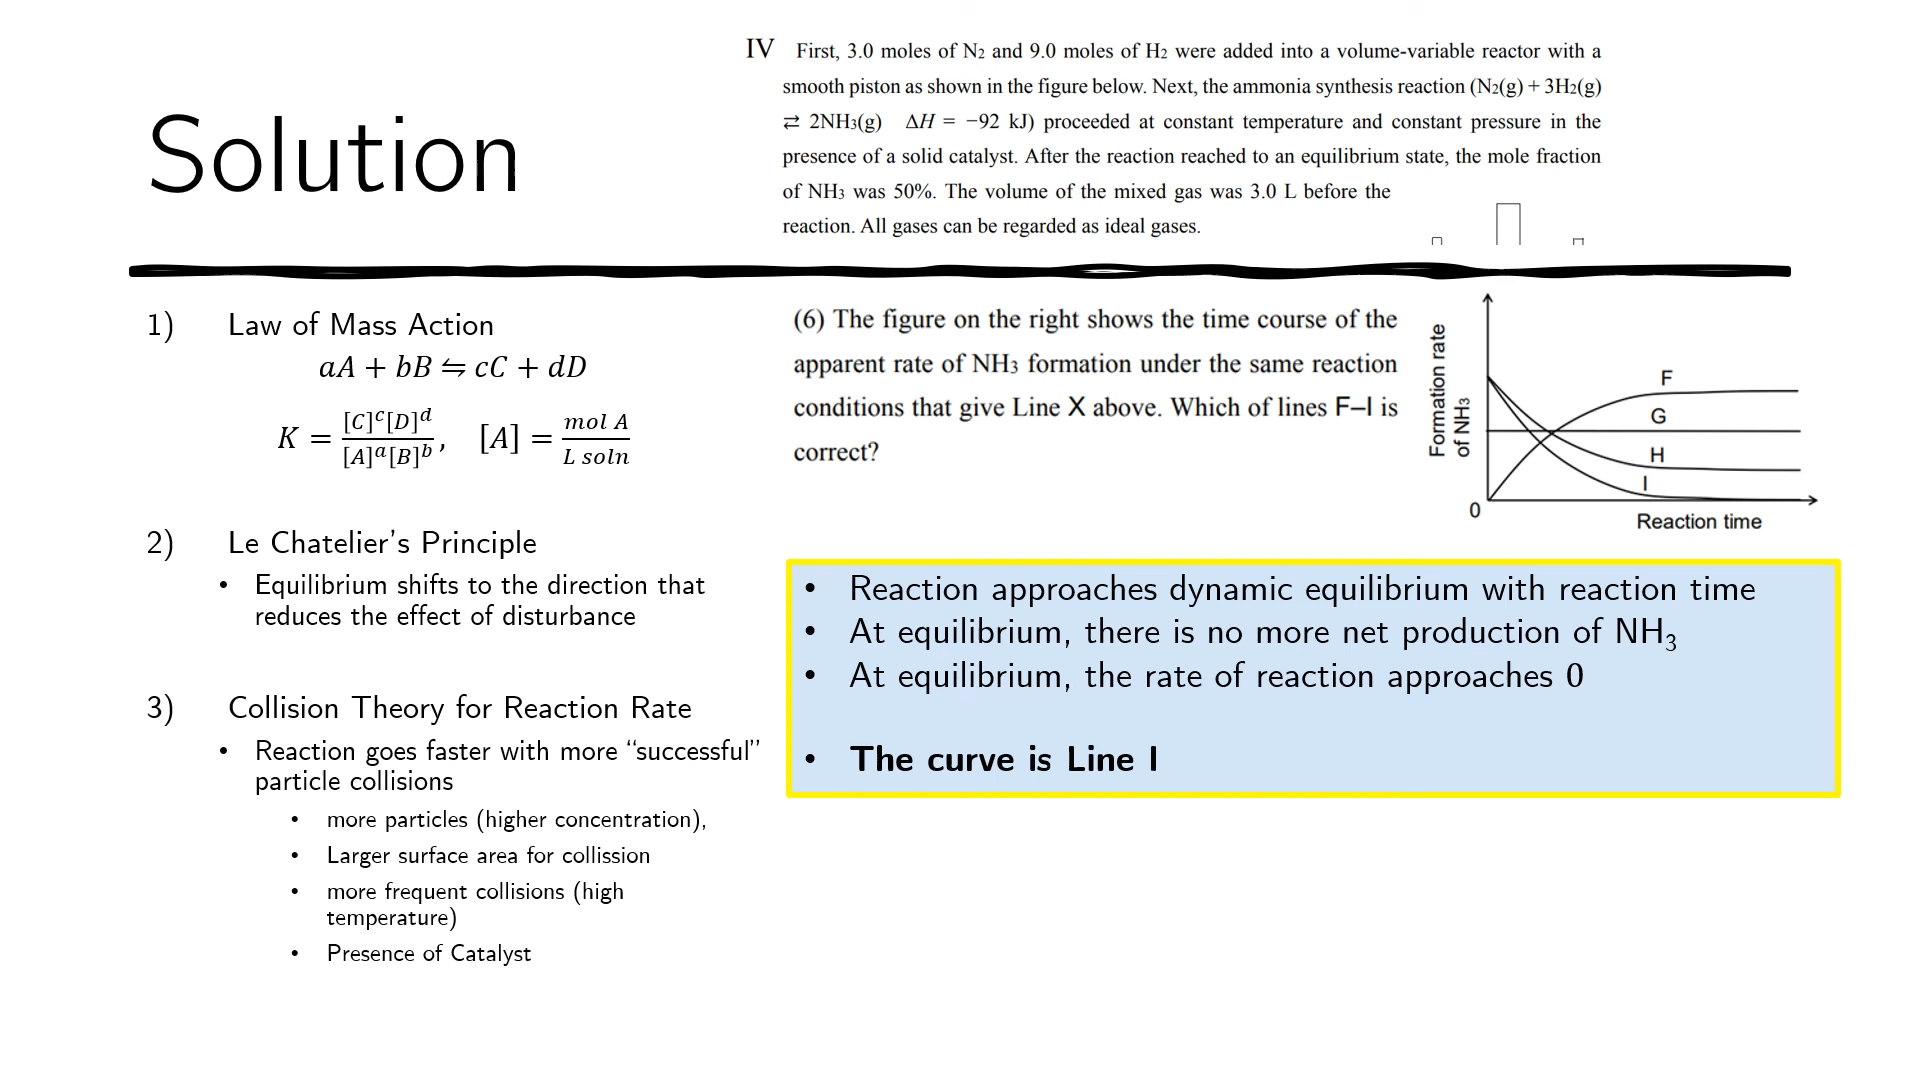 Solution
IV First, 3.0 moles of N2 and 9.0 moles of H2 were added into a volume-variable reactor with a
smooth piston as shown in the figure below. Next, the ammonia synthesis reaction (N2(g) + 3H2(g)
⇄ 2NH3(g) ΔH = −92 kJ) proceeded at constant temperature and constant pressure in the
presence of a solid catalyst. After the reaction reached to an equilibrium state, the mole fraction
of NH3 was 50%. The volume of the mixed gas was 3.0 L before the
reaction. All gases can be regarded as ideal gases.
1) Law of Mass Action
aA + bB ⇋ cC + dD
K = [C]^c[D]^d / [A]^a[B]^b, [A] = mol A / L soln
2) Le Chatelier's Principle
• Equilibrium shifts to the direction that
reduces the effect of disturbance
3) Collision Theory for Reaction Rate
• Reaction goes faster with more “successful”
particle collisions
• more particles (higher concentration),
• Larger surface area for collission
• more frequent collisions (high
temperature)
• Presence of Catalyst
(6) The figure on the right shows the time course of the
apparent rate of NH3 formation under the same reaction
conditions that give Line X above. Which of lines F–I is
correct?
Formation rate
of NH3
F
G
H
I
0
Reaction time
• Reaction approaches dynamic equilibrium with reaction time
• At equilibrium, there is no more net production of NH3
• At equilibrium, the rate of reaction approaches 0
• The curve is Line I